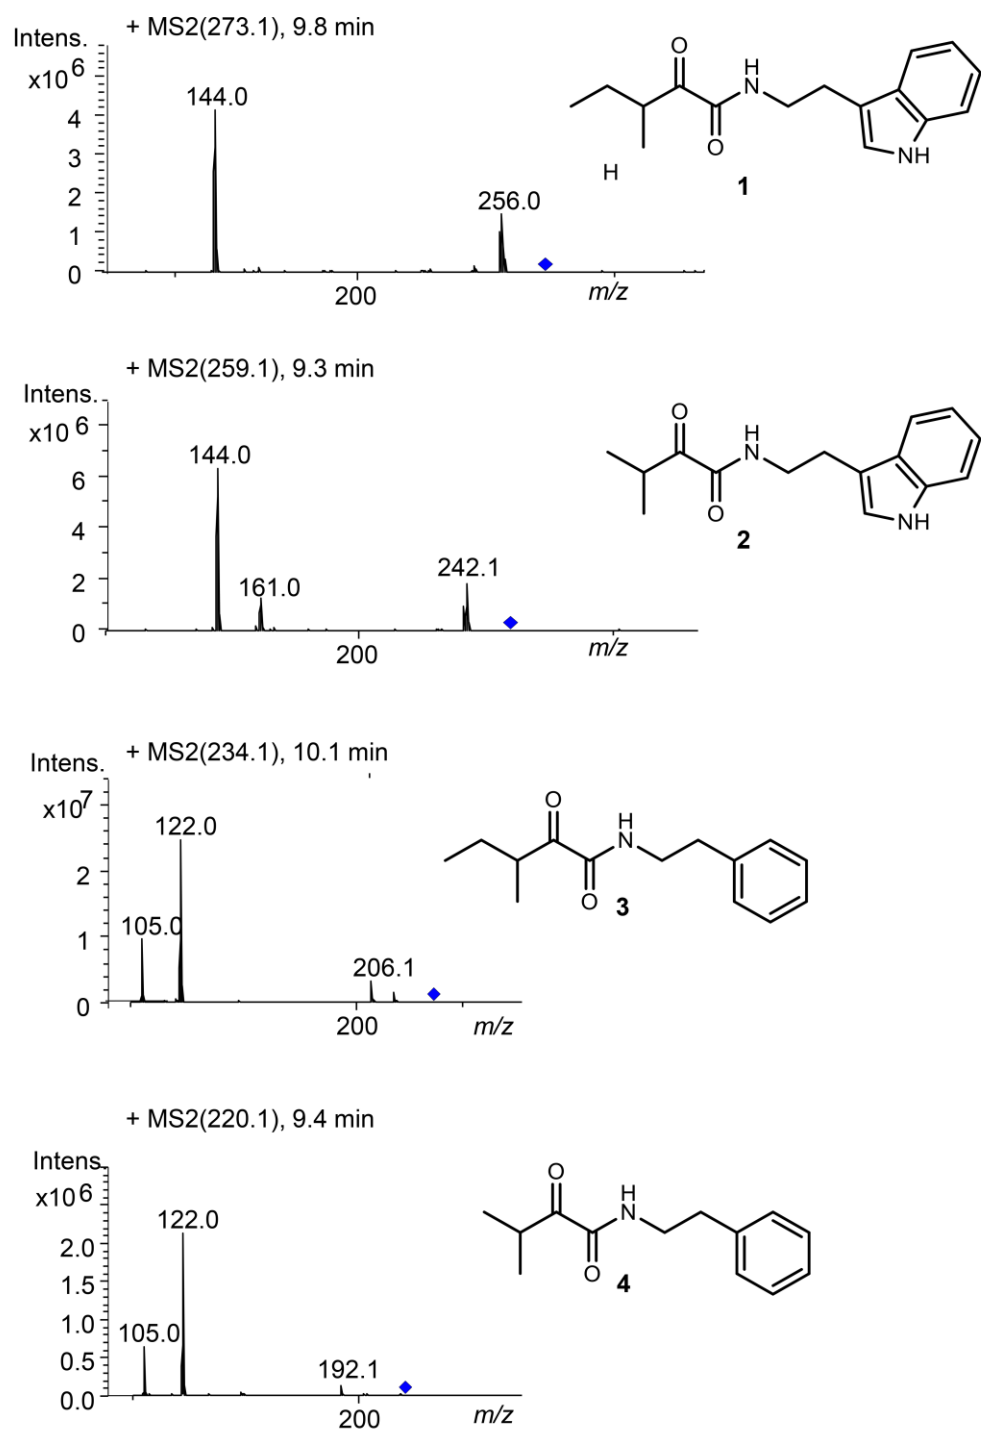 + MS2(273.1), 9.8 min
Intens.
x10 6
4
3
2
1
0
144.0
256.0
200
m/z
O
H
N
O
NH
H
1
+ MS2(259.1), 9.3 min
Intens.
x10 6
6
4
2
0
144.0
161.0
242.1
200
m/z
O
H
N
O
NH
2
+ MS2(234.1), 10.1 min
Intens.
x10 7
2
1
0
105.0
122.0
206.1
200
m/z
O
H
N
O
3
+ MS2(220.1), 9.4 min
Intens.
x10 6
2.0
1.5
1.0
0.5
0.0
105.0
122.0
192.1
200
m/z
O
H
N
O
4